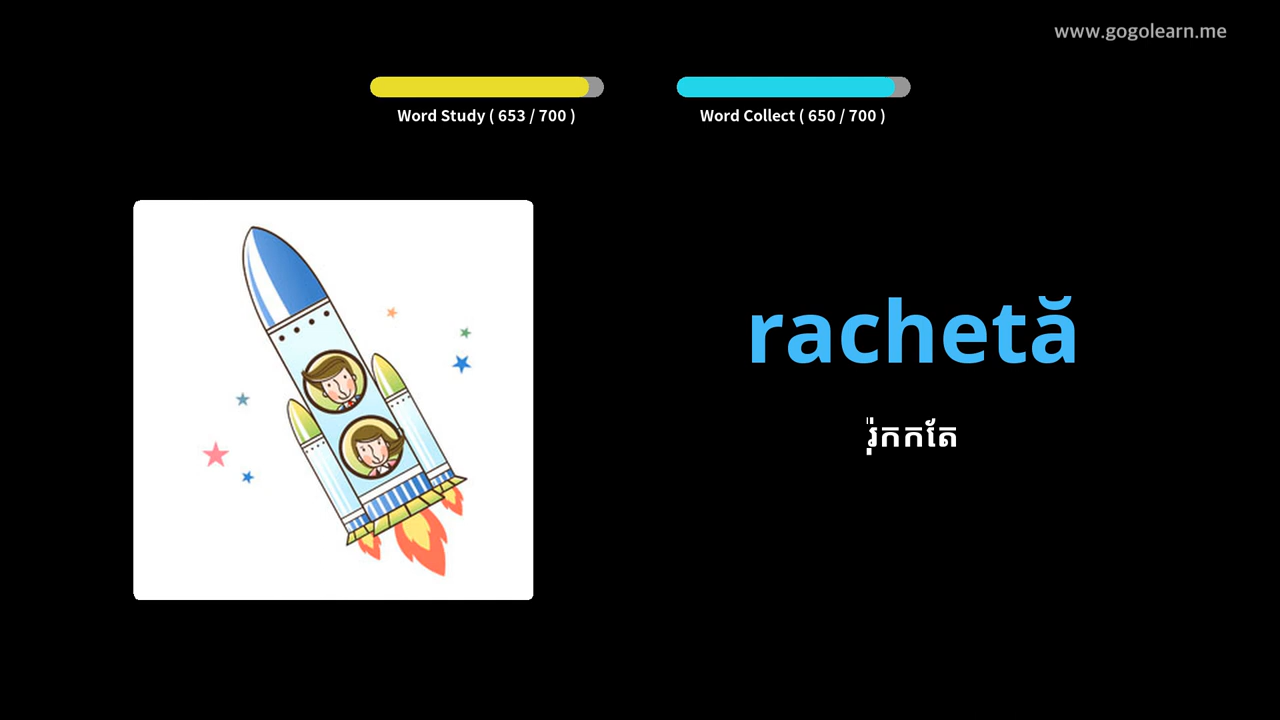 www.gogolearn.me
Word Study ( 653 / 700 )
Word Collect ( 650 / 700 )
rachetă
រ៉ុកកតែ